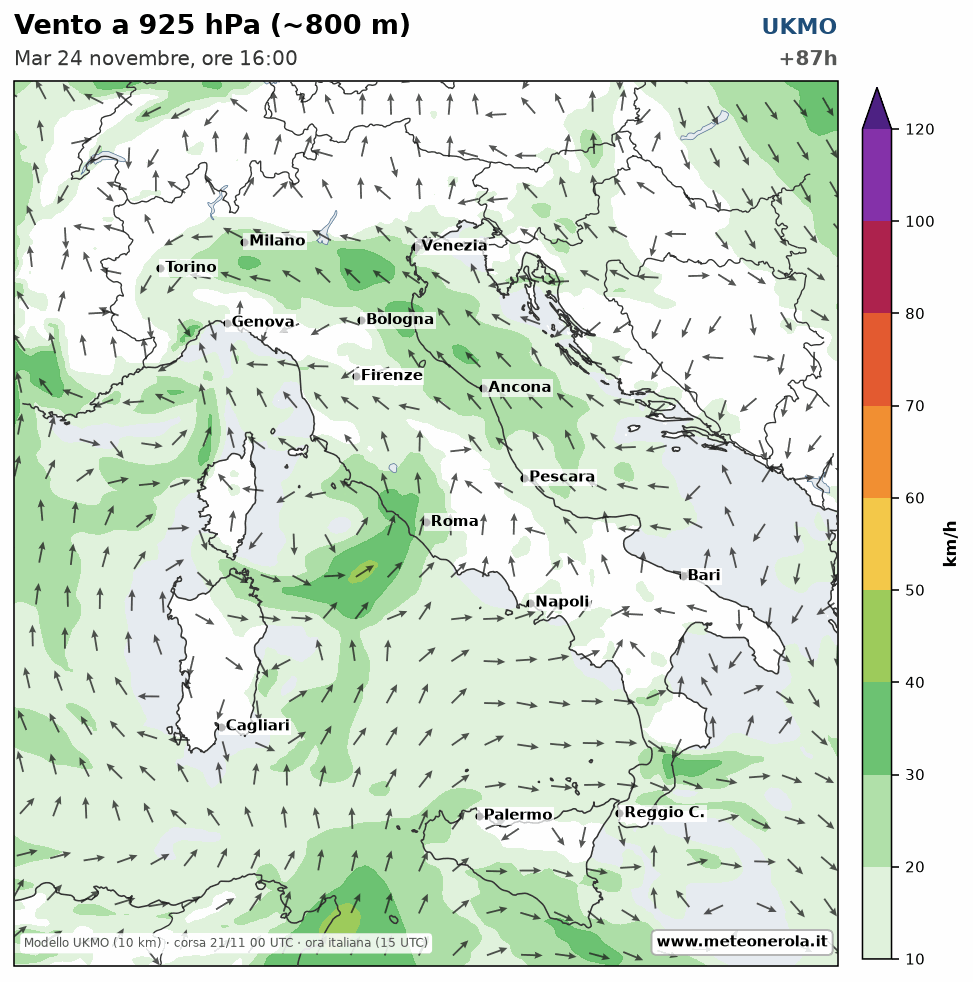 Vento a 925 hPa (~800 m)
UKMO
Mar 24 novembre, ore 16:00
+87h
120
100
80
70
60
50
40
30
20
10
km/h
Milano
Venezia
Torino
Genova
Bologna
Firenze
Ancona
Pescara
Roma
Bari
Napoli
Cagliari
Palermo
Reggio C.
Modello UKMO (10 km) · corsa 21/11 00 UTC · ora italiana (15 UTC)
www.meteonerola.it